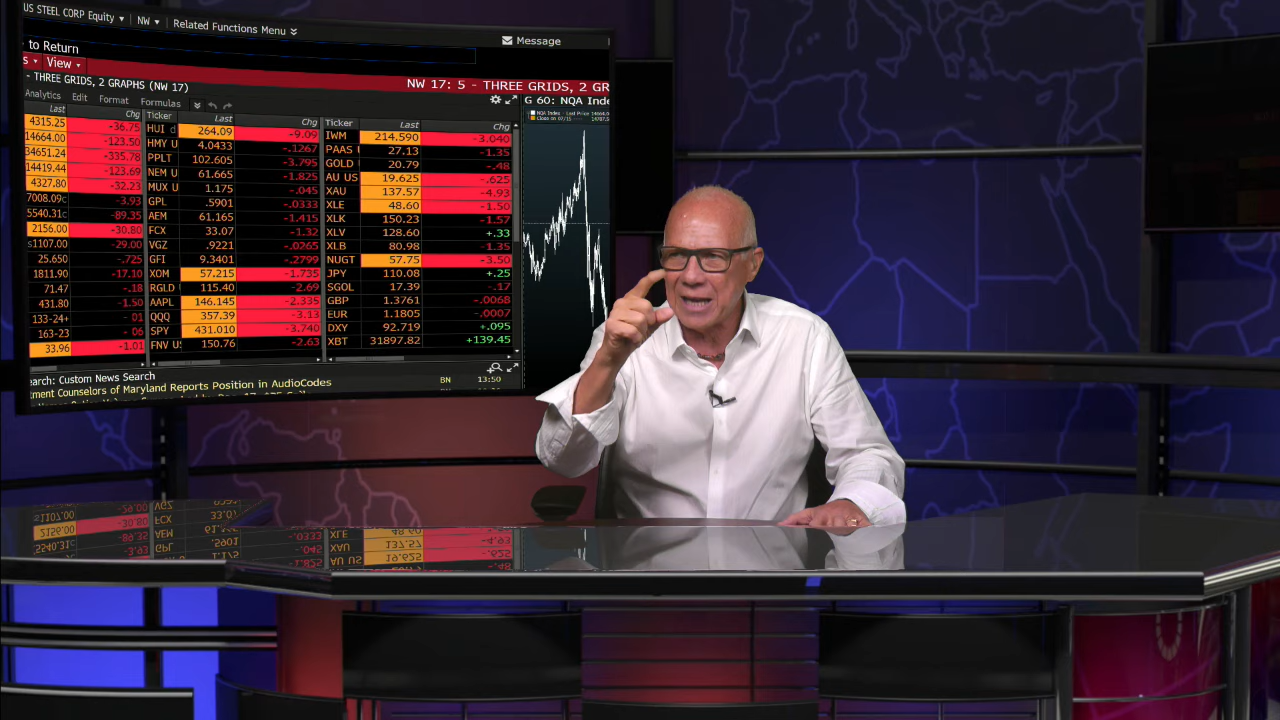 US STEEL CORP Equity ▾ | NW ▾ | Related Functions Menu
Message
to Return
View
- THREE GRIDS, 2 GRAPHS (NW 17)
NW 17: 5 - THREE GRIDS, 2 GR
Analytics Edit Format Formulas
G 60: NQA Inde
Last Chg Ticker Last Chg Ticker Last Chg
4315.25 -36.75 HUI d 264.09 -9.09 IWM 214.590 -3.040
14664.00 -123.50 HMY U 4.0433 -.1267 PAAS 27.13 -1.35
34651.24 -335.78 PPLT 102.605 -3.795 GOLD 20.79 -.48
14419.44 -123.69 NEM U 61.665 -1.825 AU US 19.625 -.625
4327.80 -32.23 MUX U 1.175 -.045 XAU 137.57 -4.93
7008.09c -3.93 GPL .5901 -.0333 XLE 48.60 -1.50
5540.31c -89.35 AEM 61.165 -1.415 XLK 150.23 -1.57
2156.00 -30.80 FCX 33.07 -1.32 XLV 128.60 +.33
s1107.00 -29.00 VGZ .9221 -.0265 XLB 80.98 -1.35
25.650 -.725 GFI 9.3401 -.2799 NUGT 57.75 -3.50
1811.90 -17.10 XOM 57.215 -1.735 JPY 110.08 +.25
71.47 -.18 RGLD 115.40 -2.69 SGOL 17.39 -.17
431.80 -1.50 AAPL 146.145 -2.335 GBP 1.3761 -.0068
133-24+ - 01 QQQ 357.39 -3.13 EUR 1.1805 -.0007
163-23 - 06 SPY 431.010 -3.740 DXY 92.719 +.095
33.96 -1.01 FNV US 150.76 -2.63 XBT 31897.82 +139.45
earch: Custom News Search
tment Counselors of Maryland Reports Position in AudioCodes BN 13:50